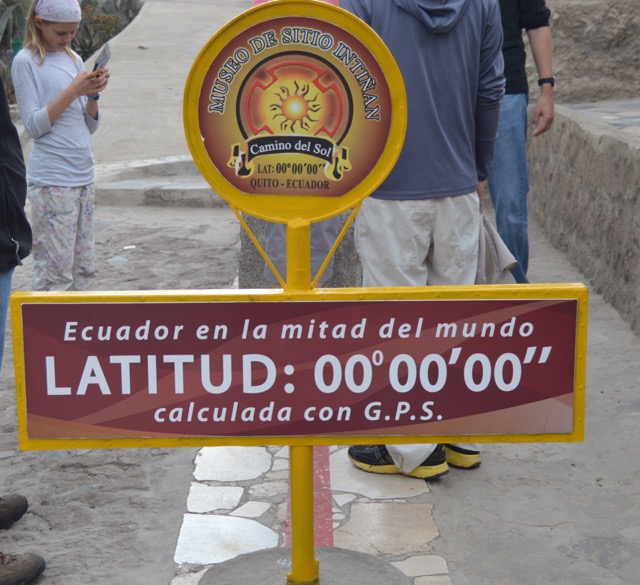 MUSEO DE SITIO INTIÑAN
Camino del Sol
LAT: 00°00'00"
QUITO - ECUADOR
Ecuador en la mitad del mundo
LATITUD: 00°00'00"
calculada con G.P.S.